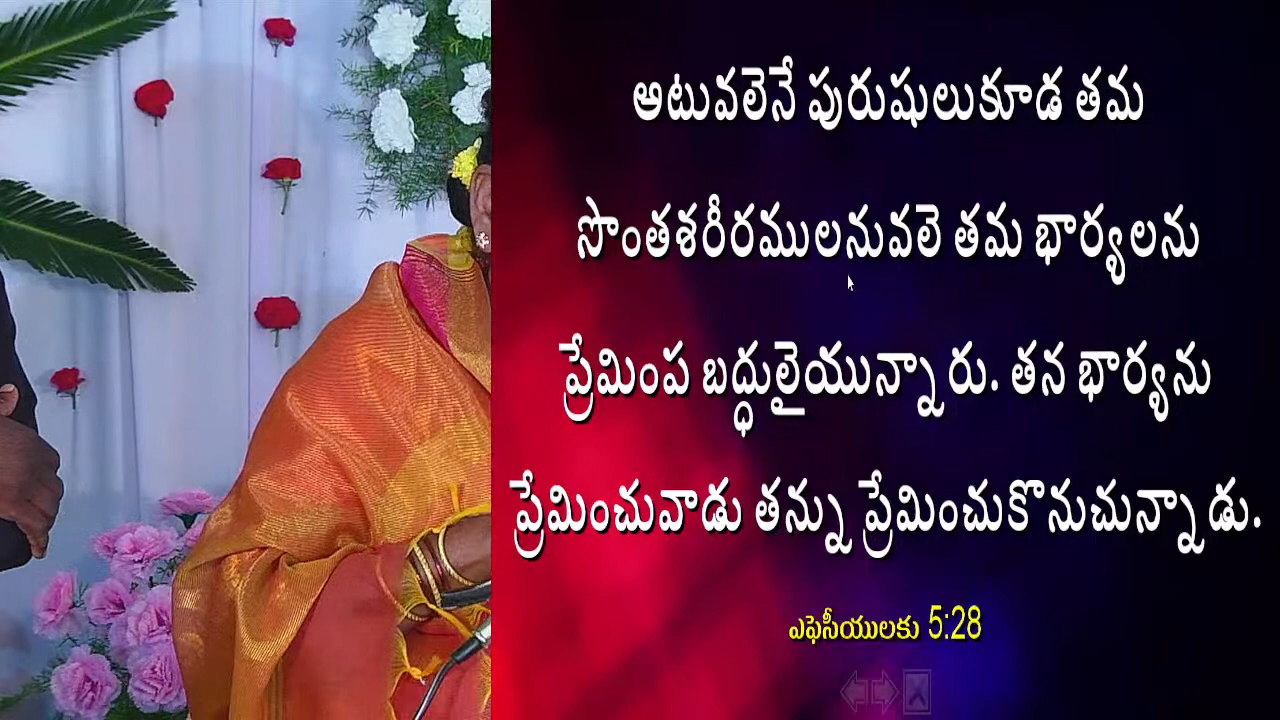 అటువలెనే పురుషులుకూడ తమ
సొంతశరీరములనువలె తమ భార్యలను
ప్రేమింప బద్ధులైయున్నారు. తన భార్యను
ప్రేమించువాడు తన్ను ప్రేమించుకొనుచున్నాడు.
ఎఫెసీయులకు 5:28